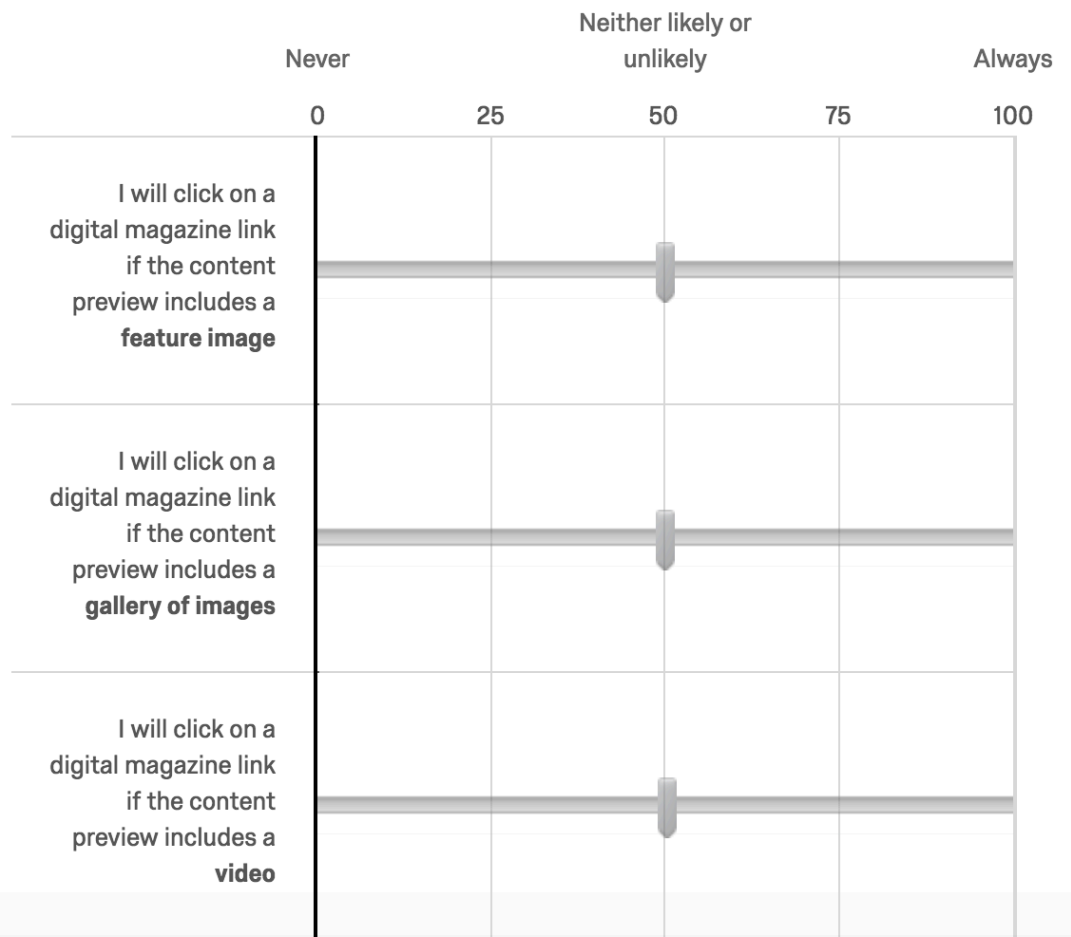 Neither likely or
Never unlikely Always
0 25 50 75 100
I will click on a
digital magazine link
if the content
preview includes a
feature image
I will click on a
digital magazine link
if the content
preview includes a
gallery of images
I will click on a
digital magazine link
if the content
preview includes a
video